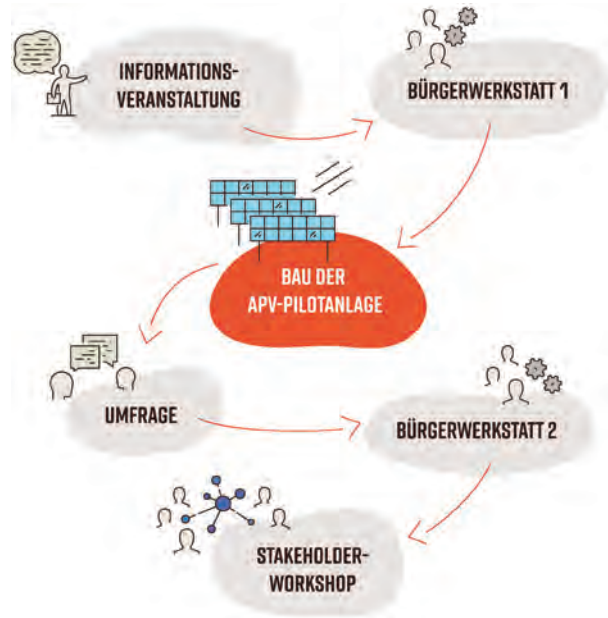 INFORMATIONS-
VERANSTALTUNG
BÜRGERWERKSTATT 1
BAU DER
APV-PILOTANLAGE
UMFRAGE
BÜRGERWERKSTATT 2
STAKEHOLDER-
WORKSHOP